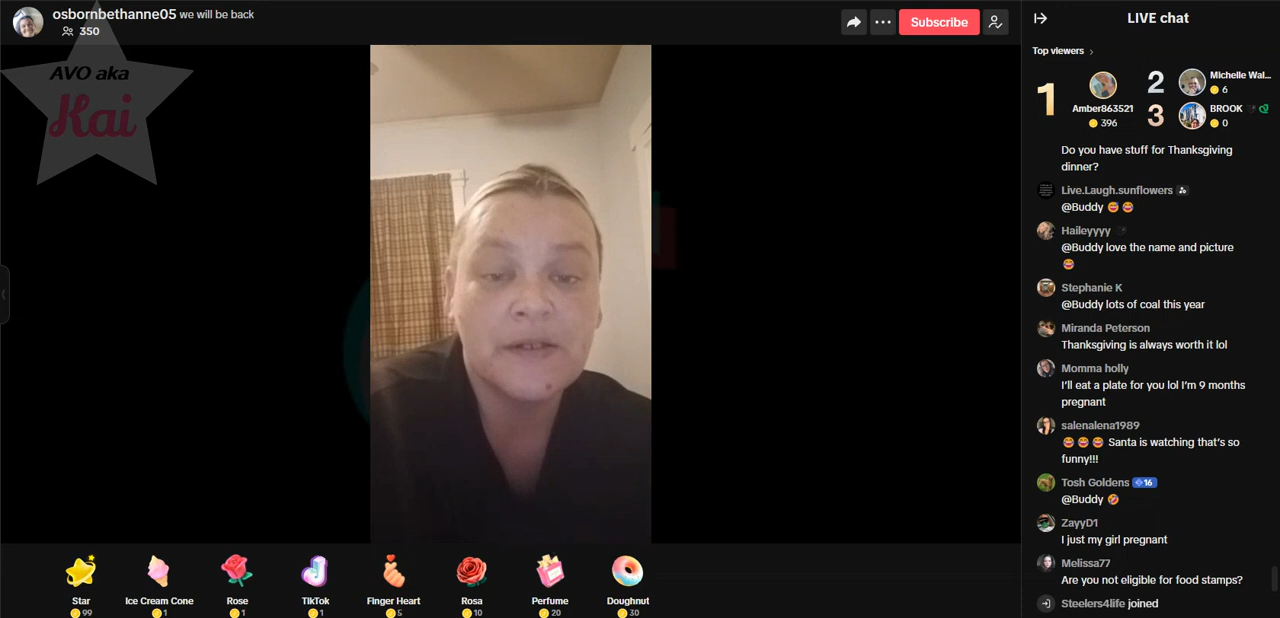 osbornbethanne05 we will be back
350
Subscribe
AVO aka
Kai
LIVE chat
Top viewers
1
Amber863521
396
2
Michelle Wal...
6
3
BROOK
0
Do you have stuff for Thanksgiving
dinner?
Live.Laugh.sunflowers
@Buddy
Haileyyyy
@Buddy love the name and picture
Stephanie K
@Buddy lots of coal this year
Miranda Peterson
Thanksgiving is always worth it lol
Momma holly
I'll eat a plate for you lol I'm 9 months
pregnant
salenalena1989
Santa is watching that's so
funny!!!
Tosh Goldens 16
@Buddy
ZayyD1
I just my girl pregnant
Melissa77
Are you not eligible for food stamps?
Steelers4life joined
Star
99
Ice Cream Cone
1
Rose
1
TikTok
1
Finger Heart
5
Rosa
10
Perfume
20
Doughnut
30